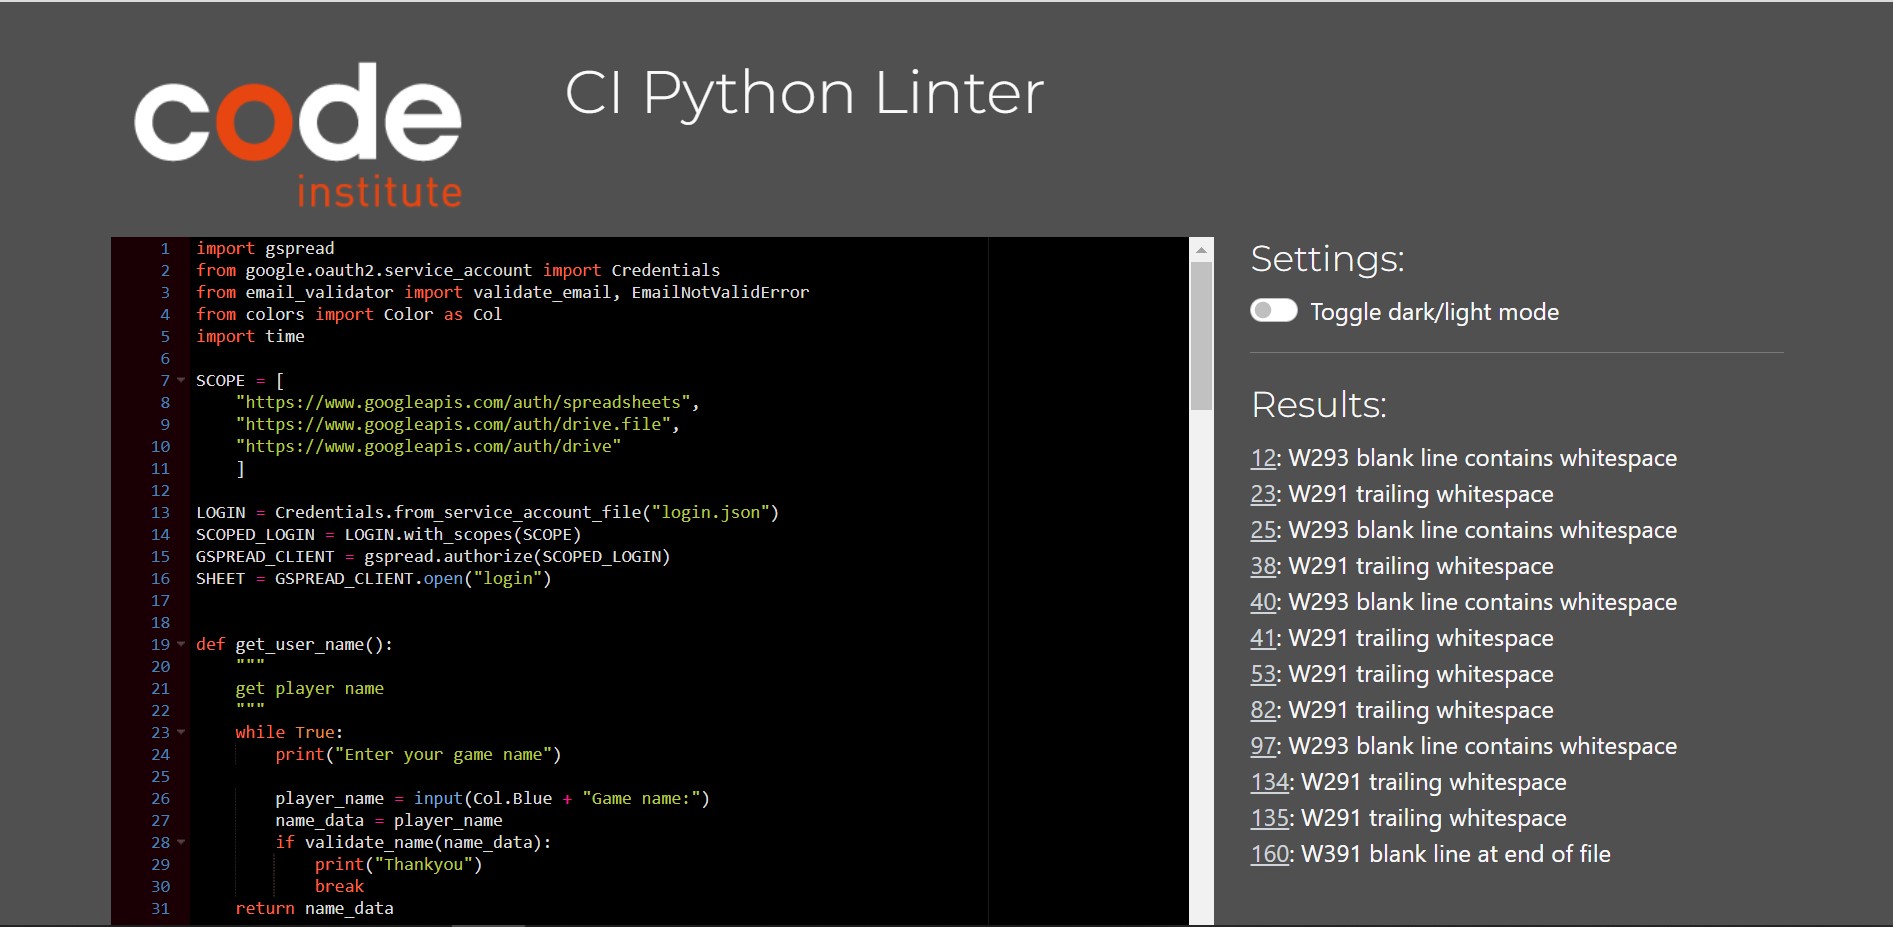 code
institute
CI Python Linter
1 import gspread
2 from google.oauth2.service_account import Credentials
3 from email_validator import validate_email, EmailNotValidError
4 from colors import Color as Col
5 import time
6
7 SCOPE = [
8     "https://www.googleapis.com/auth/spreadsheets",
9     "https://www.googleapis.com/auth/drive.file",
10     "https://www.googleapis.com/auth/drive"
11     ]
12
13 LOGIN = Credentials.from_service_account_file("login.json")
14 SCOPED_LOGIN = LOGIN.with_scopes(SCOPE)
15 GSPREAD_CLIENT = gspread.authorize(SCOPED_LOGIN)
16 SHEET = GSPREAD_CLIENT.open("login")
17
18
19 def get_user_name():
20     """
21     get player name
22     """
23     while True:
24         print("Enter your game name")
25
26         player_name = input(Col.Blue + "Game name:")
27         name_data = player_name
28         if validate_name(name_data):
29             print("Thankyou")
30             break
31     return name_data
Settings:
Toggle dark/light mode
Results:
12: W293 blank line contains whitespace
23: W291 trailing whitespace
25: W293 blank line contains whitespace
38: W291 trailing whitespace
40: W293 blank line contains whitespace
41: W291 trailing whitespace
53: W291 trailing whitespace
82: W291 trailing whitespace
97: W293 blank line contains whitespace
134: W291 trailing whitespace
135: W291 trailing whitespace
160: W391 blank line at end of file